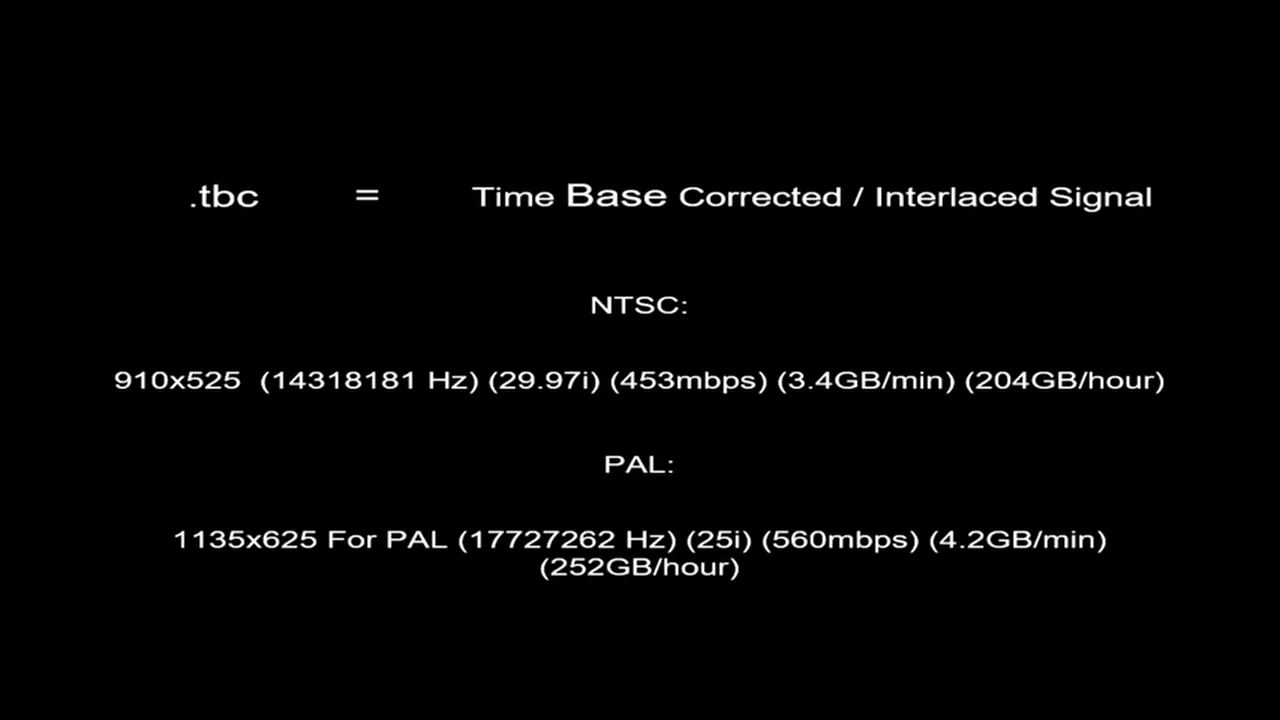 .tbc = Time Base Corrected / Interlaced Signal
NTSC:
910x525 (14318181 Hz) (29.97i) (453mbps) (3.4GB/min) (204GB/hour)
PAL:
1135x625 For PAL (17727262 Hz) (25i) (560mbps) (4.2GB/min)
(252GB/hour)